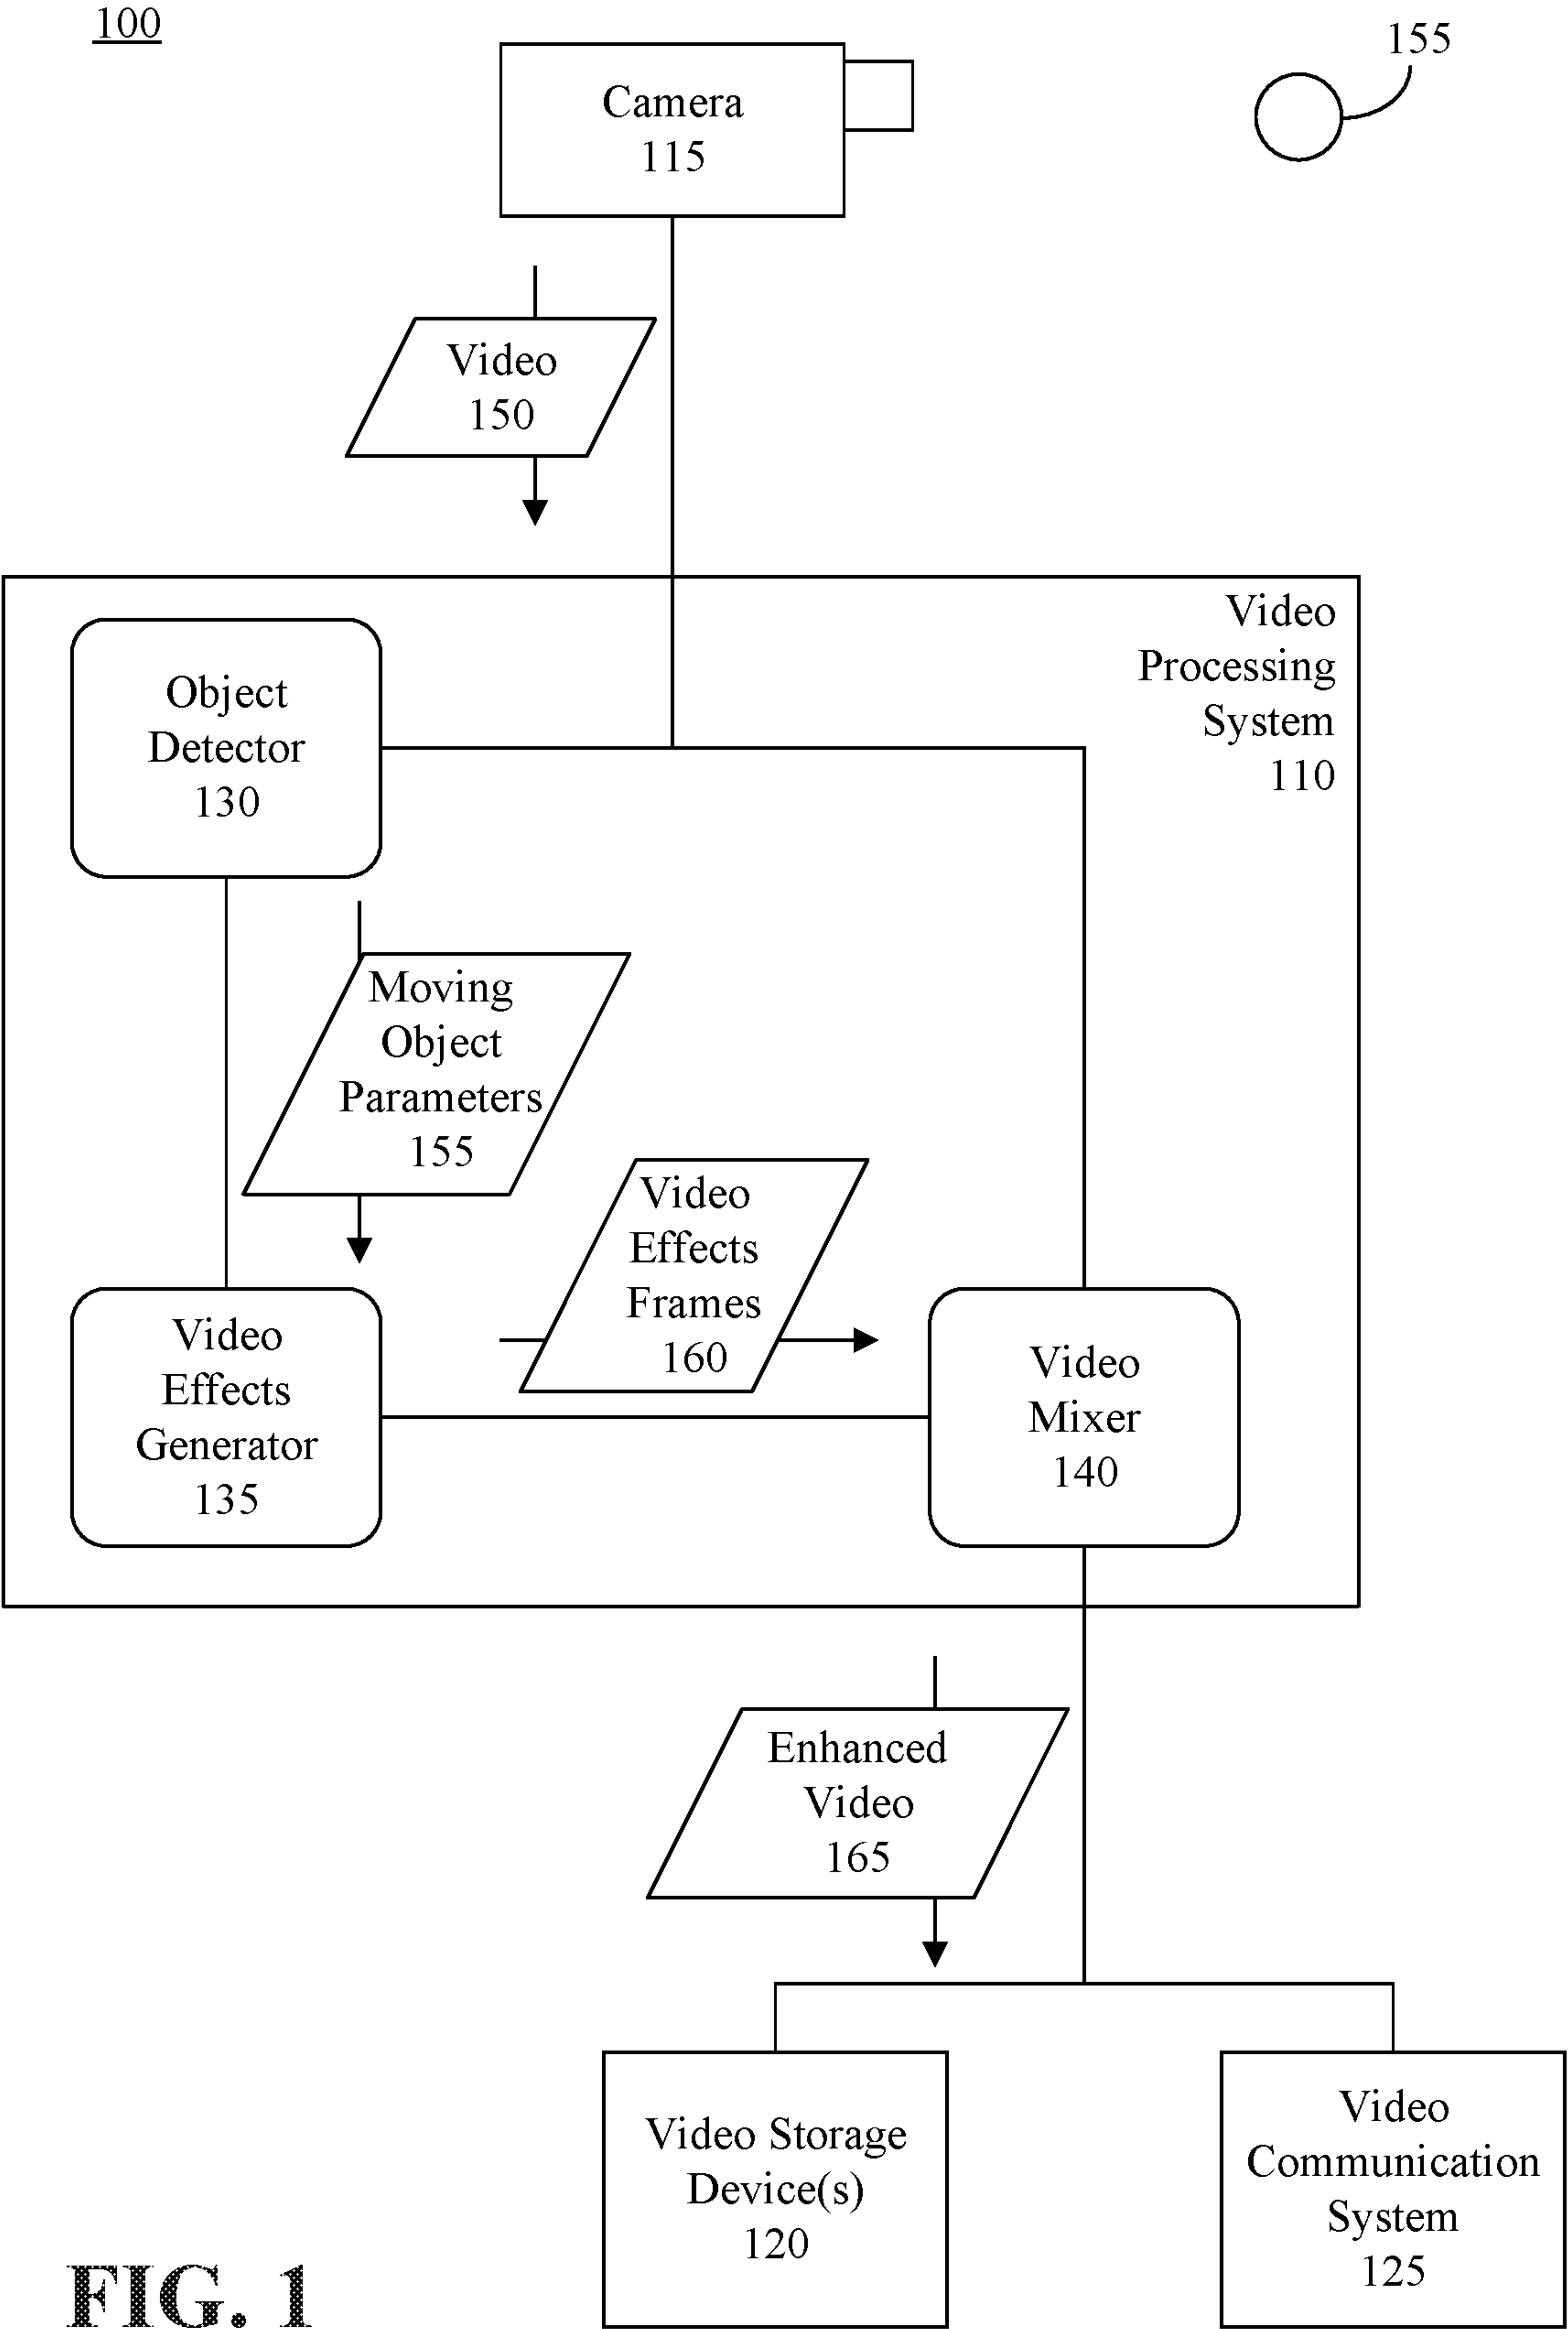 100
155
Camera
115
Video
150
Video
Processing
System
110
Object
Detector
130
Moving
Object
Parameters
155
Video
Effects
Frames
160
Video
Effects
Generator
135
Video
Mixer
140
Enhanced
Video
165
Video Storage
Device(s)
120
Video
Communication
System
125
FIG. 1